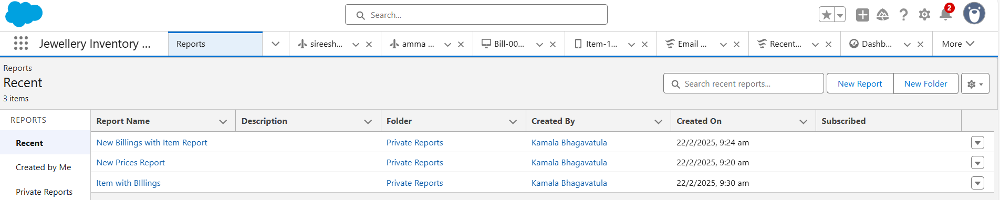 Search...
2
Jewellery Inventory ...
Reports
sireesh...
amma ...
Bill-00...
Item-1...
Email ...
Recent...
Dashb...
More
Reports
Recent
3 items
Search recent reports...
New Report
New Folder
REPORTS
Recent
Created by Me
Private Reports
Report Name Description Folder Created By Created On Subscribed
New Billings with Item Report Private Reports Kamala Bhagavatula 22/2/2025, 9:24 am
New Prices Report Private Reports Kamala Bhagavatula 22/2/2025, 9:20 am
Item with BIllings Private Reports Kamala Bhagavatula 22/2/2025, 9:30 am